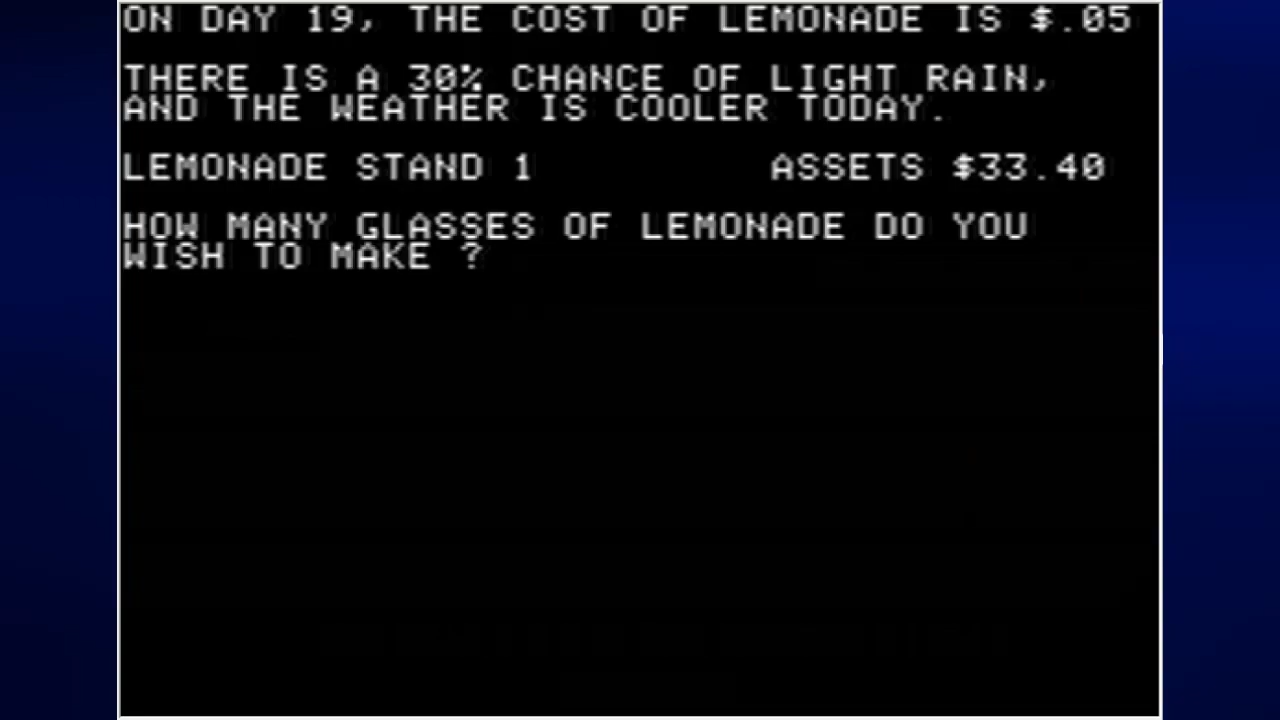 ON DAY 19, THE COST OF LEMONADE IS $.05
THERE IS A 30% CHANCE OF LIGHT RAIN,
AND THE WEATHER IS COOLER TODAY.
LEMONADE STAND 1 ASSETS $33.40
HOW MANY GLASSES OF LEMONADE DO YOU
WISH TO MAKE ?